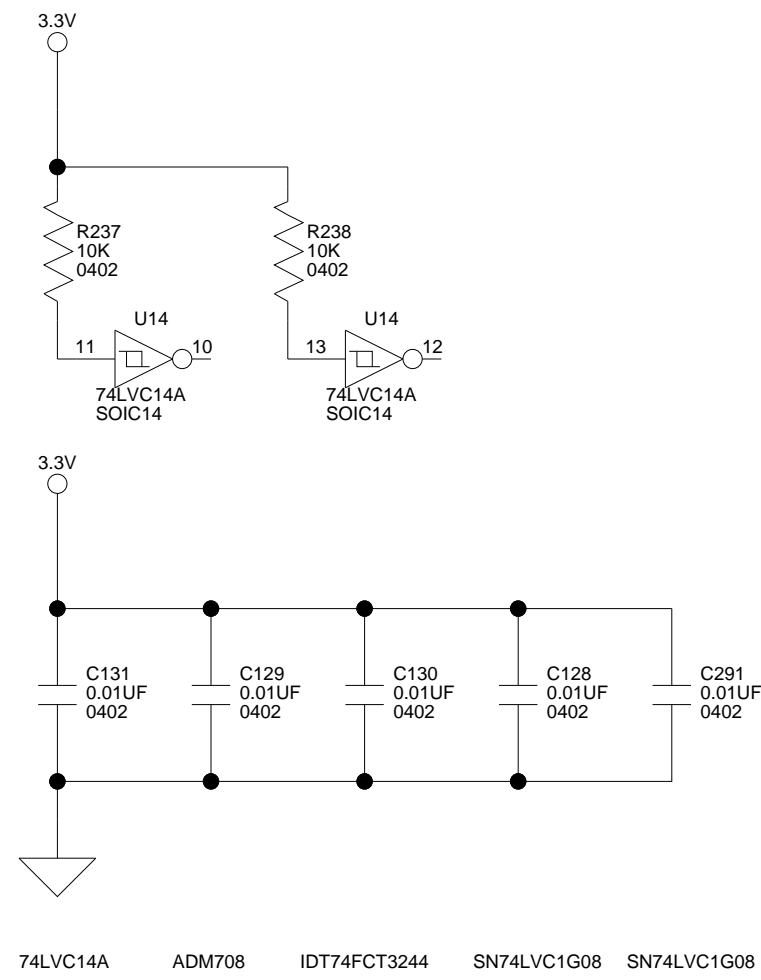 3.3V
R237
10K
0402
R238
10K
0402
U14
U14
11
10
13
12
74LVC14A
SOIC14
74LVC14A
SOIC14
3.3V
C131
0.01UF
0402
C129
0.01UF
0402
C130
0.01UF
0402
C128
0.01UF
0402
C291
0.01UF
0402
74LVC14A ADM708 IDT74FCT3244 SN74LVC1G08 SN74LVC1G08